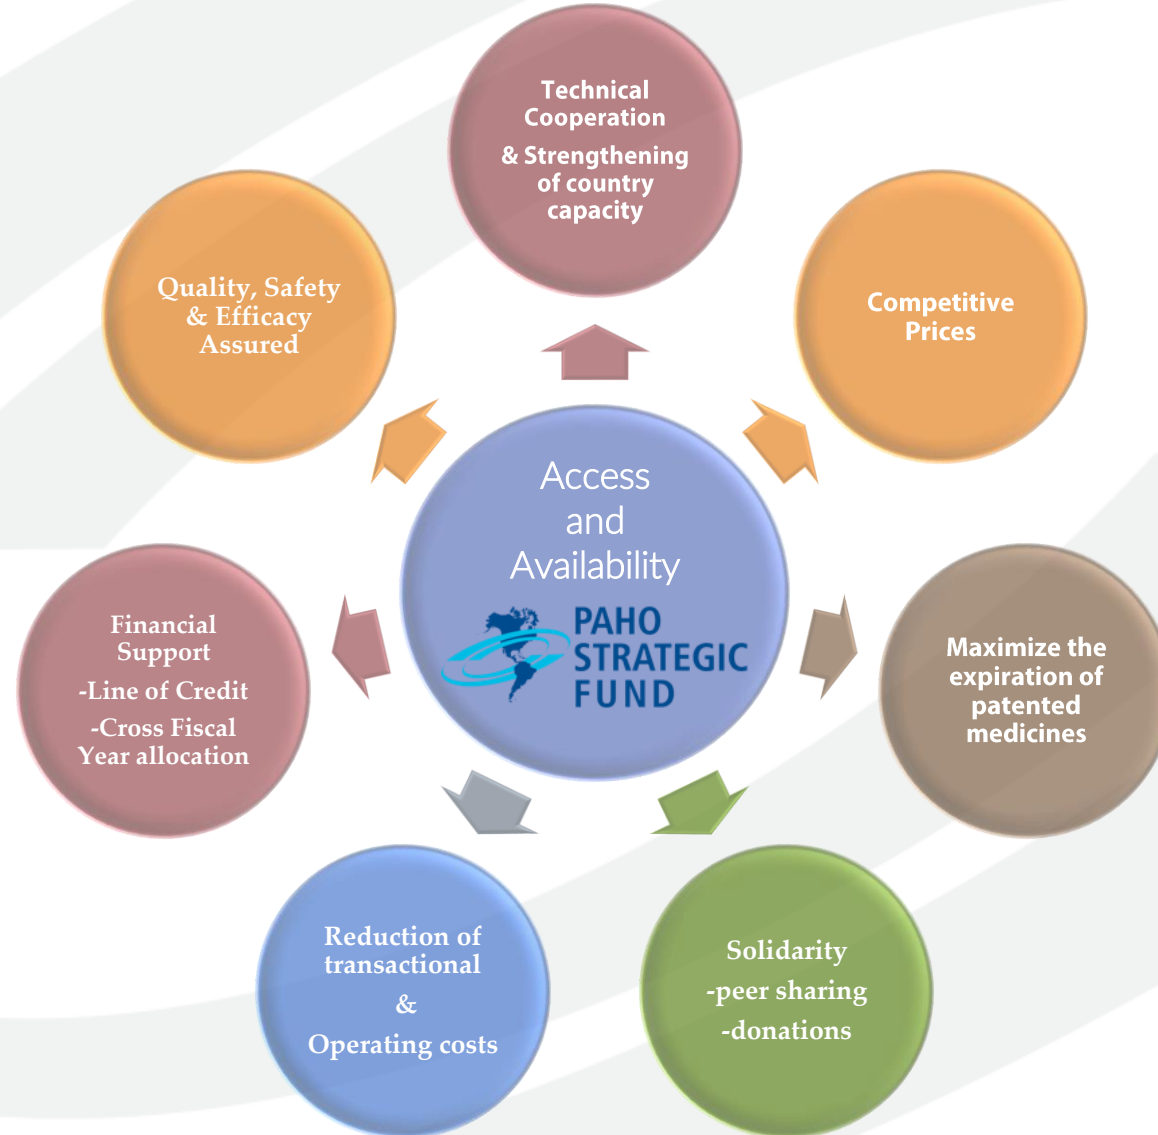 Technical
Cooperation
& Strengthening
of country
capacity
Quality, Safety
& Efficacy
Assured
Competitive
Prices
Access
and
Availability
PAHO
STRATEGIC
FUND
Financial
Support
-Line of Credit
-Cross Fiscal
Year allocation
Maximize the
expiration of
patented
medicines
Reduction of
transactional
&
Operating costs
Solidarity
-peer sharing
-donations